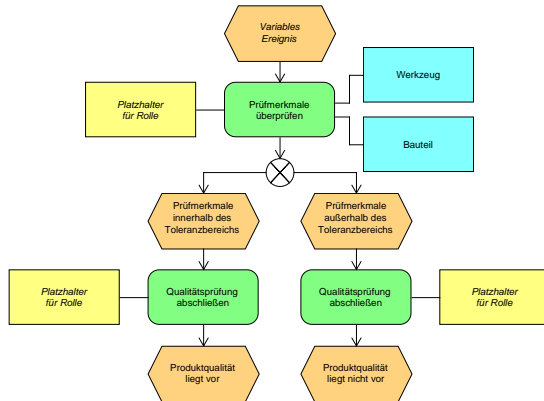 Variables
Ereignis
Werkzeug
Platzhalter
für Rolle
Prüfmerkmale
überprüfen
Bauteil
Prüfmerkmale
innerhalb des
Toleranzbereichs
Prüfmerkmale
außerhalb des
Toleranzbereichs
Platzhalter
für Rolle
Qualitätsprüfung
abschließen
Qualitätsprüfung
abschließen
Platzhalter
für Rolle
Produktqualität
liegt vor
Produktqualität
liegt nicht vor